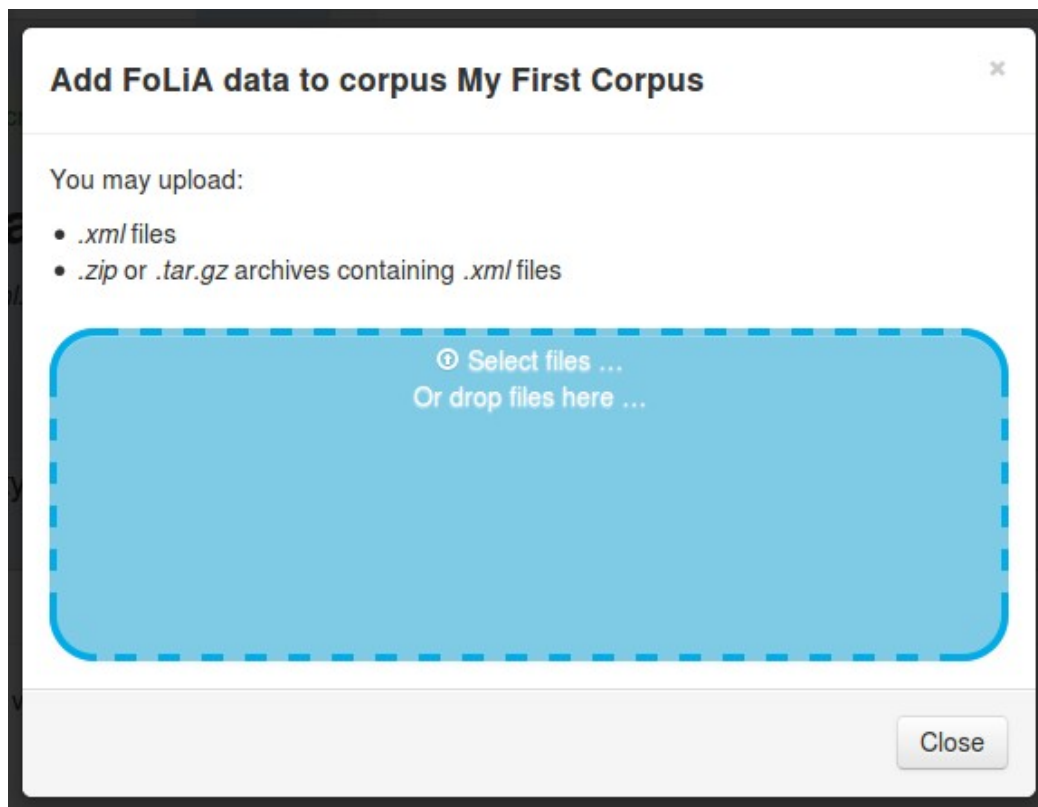 Add FoLiA data to corpus My First Corpus
×
You may upload:
• .xml files
• .zip or .tar.gz archives containing .xml files
Select files ...
Or drop files here ...
Close